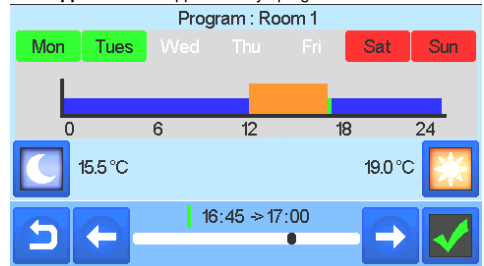 Program : Room 1
Mon Tues Wed Thu Fri Sat Sun
0 6 12 18 24
15.5 °C 19.0 °C
16:45 -> 17:00